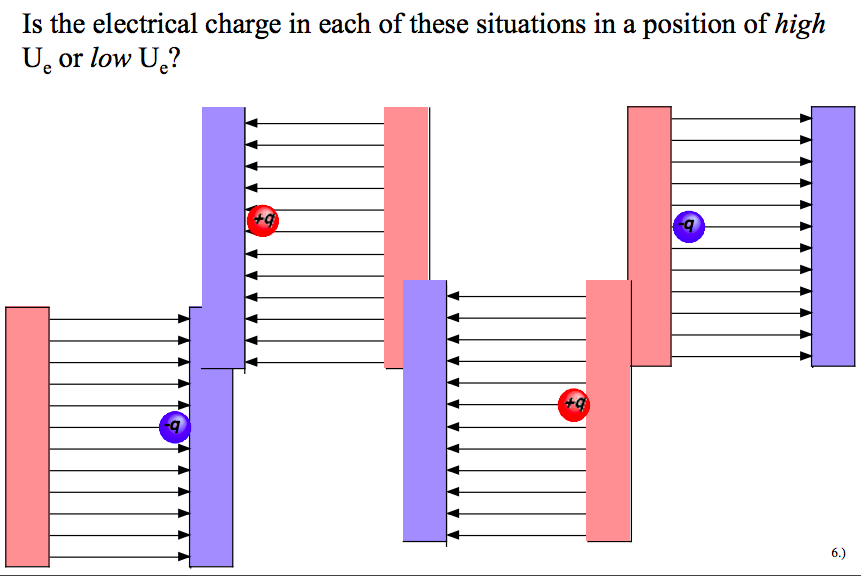 Is the electrical charge in each of these situations in a position of high
Ue or low Ue?
+q
-q
+q
-q
6.)